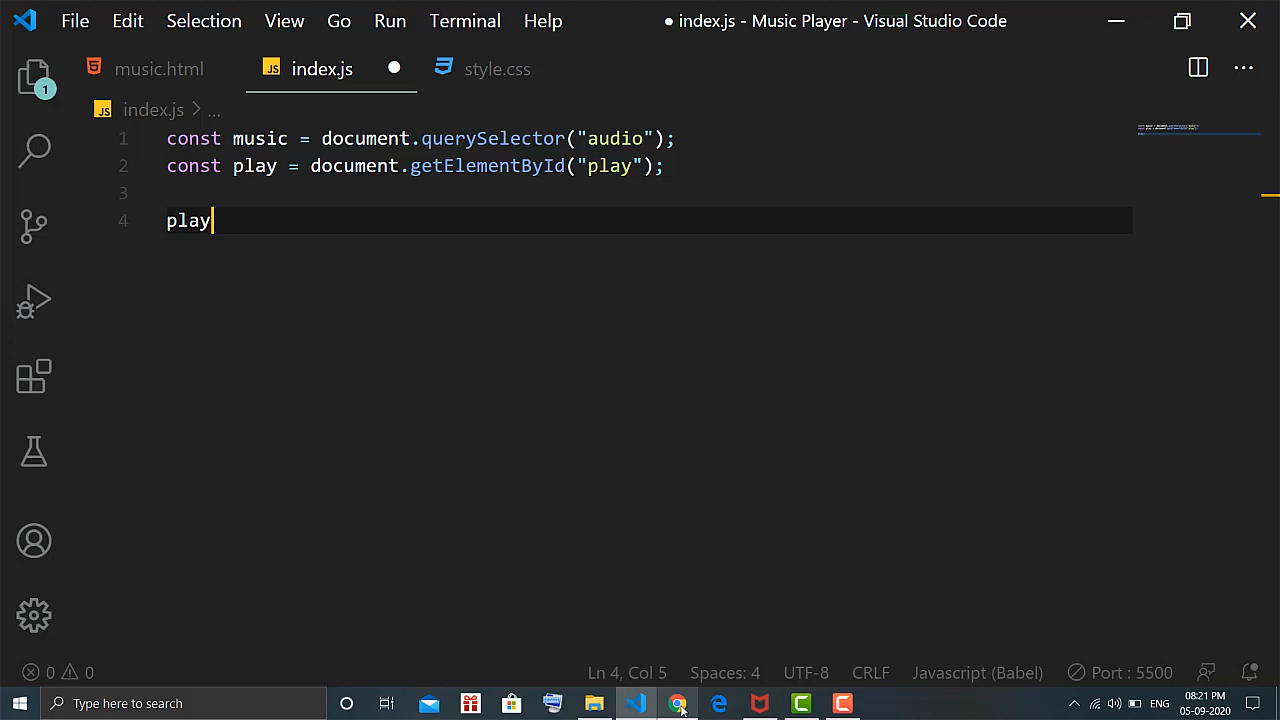 File Edit Selection View Go Run Terminal Help ● index.js - Music Player - Visual Studio Code
music.html JS index.js style.css
1
JS index.js > ...
1 const music = document.querySelector("audio");
2 const play = document.getElementById("play");
3
4 play
0 0 Ln 4, Col 5 Spaces: 4 UTF-8 CRLF Javascript (Babel) Port : 5500
Type here to search ENG 08:21 PM
05-09-2020